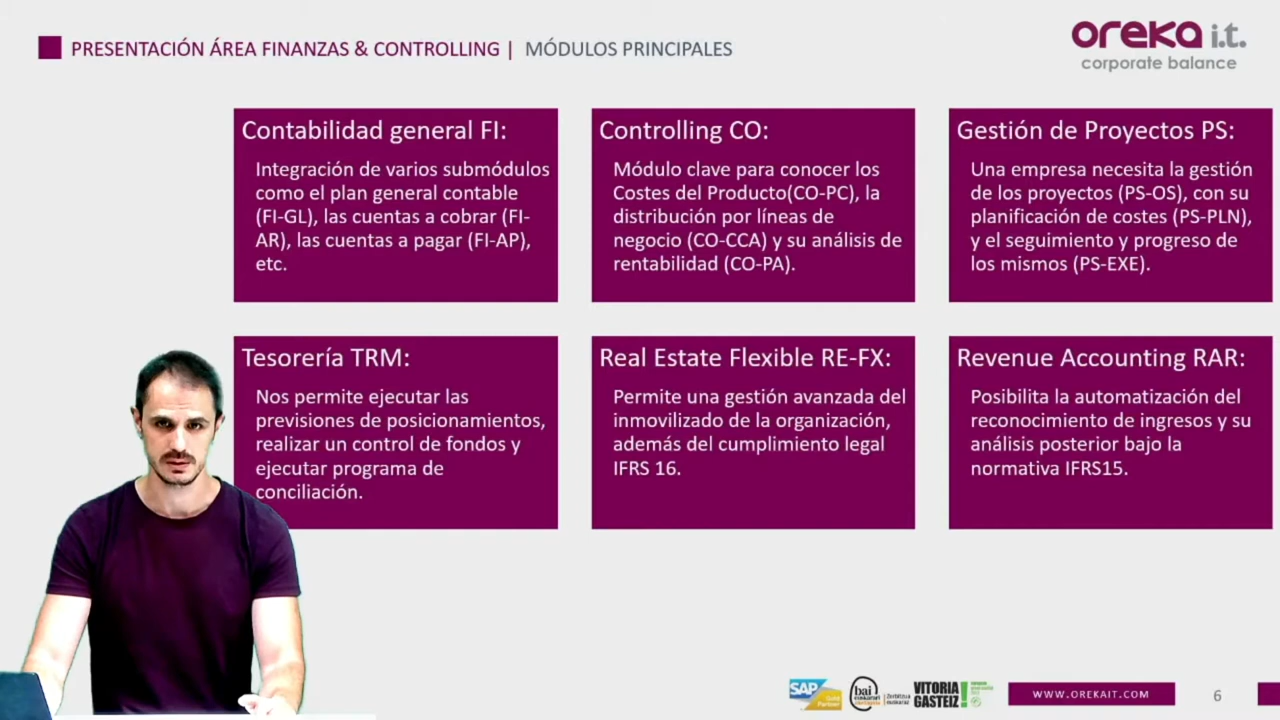 PRESENTACIÓN ÁREA FINANZAS & CONTROLLING | MÓDULOS PRINCIPALES
oreka i.t.
corporate balance
Contabilidad general FI:
Integración de varios submódulos
como el plan general contable
(FI-GL), las cuentas a cobrar (FI-
AR), las cuentas a pagar (FI-AP),
etc.
Controlling CO:
Módulo clave para conocer los
Costes del Producto(CO-PC), la
distribución por líneas de
negocio (CO-CCA) y su análisis de
rentabilidad (CO-PA).
Gestión de Proyectos PS:
Una empresa necesita la gestión
de los proyectos (PS-OS), con su
planificación de costes (PS-PLN),
y el seguimiento y progreso de
los mismos (PS-EXE).
Tesorería TRM:
Nos permite ejecutar las
previsiones de posicionamientos,
realizar un control de fondos y
ejecutar programa de
conciliación.
Real Estate Flexible RE-FX:
Permite una gestión avanzada del
inmovilizado de la organización,
además del cumplimiento legal
IFRS 16.
Revenue Accounting RAR:
Posibilita la automatización del
reconocimiento de ingresos y su
análisis posterior bajo la
normativa IFRS15.
SAP
Gold
Partner
bai
euskarari
Zerbitzua
euskaraz
VITORIA
GASTEIZ
WWW.OREKAIT.COM
6